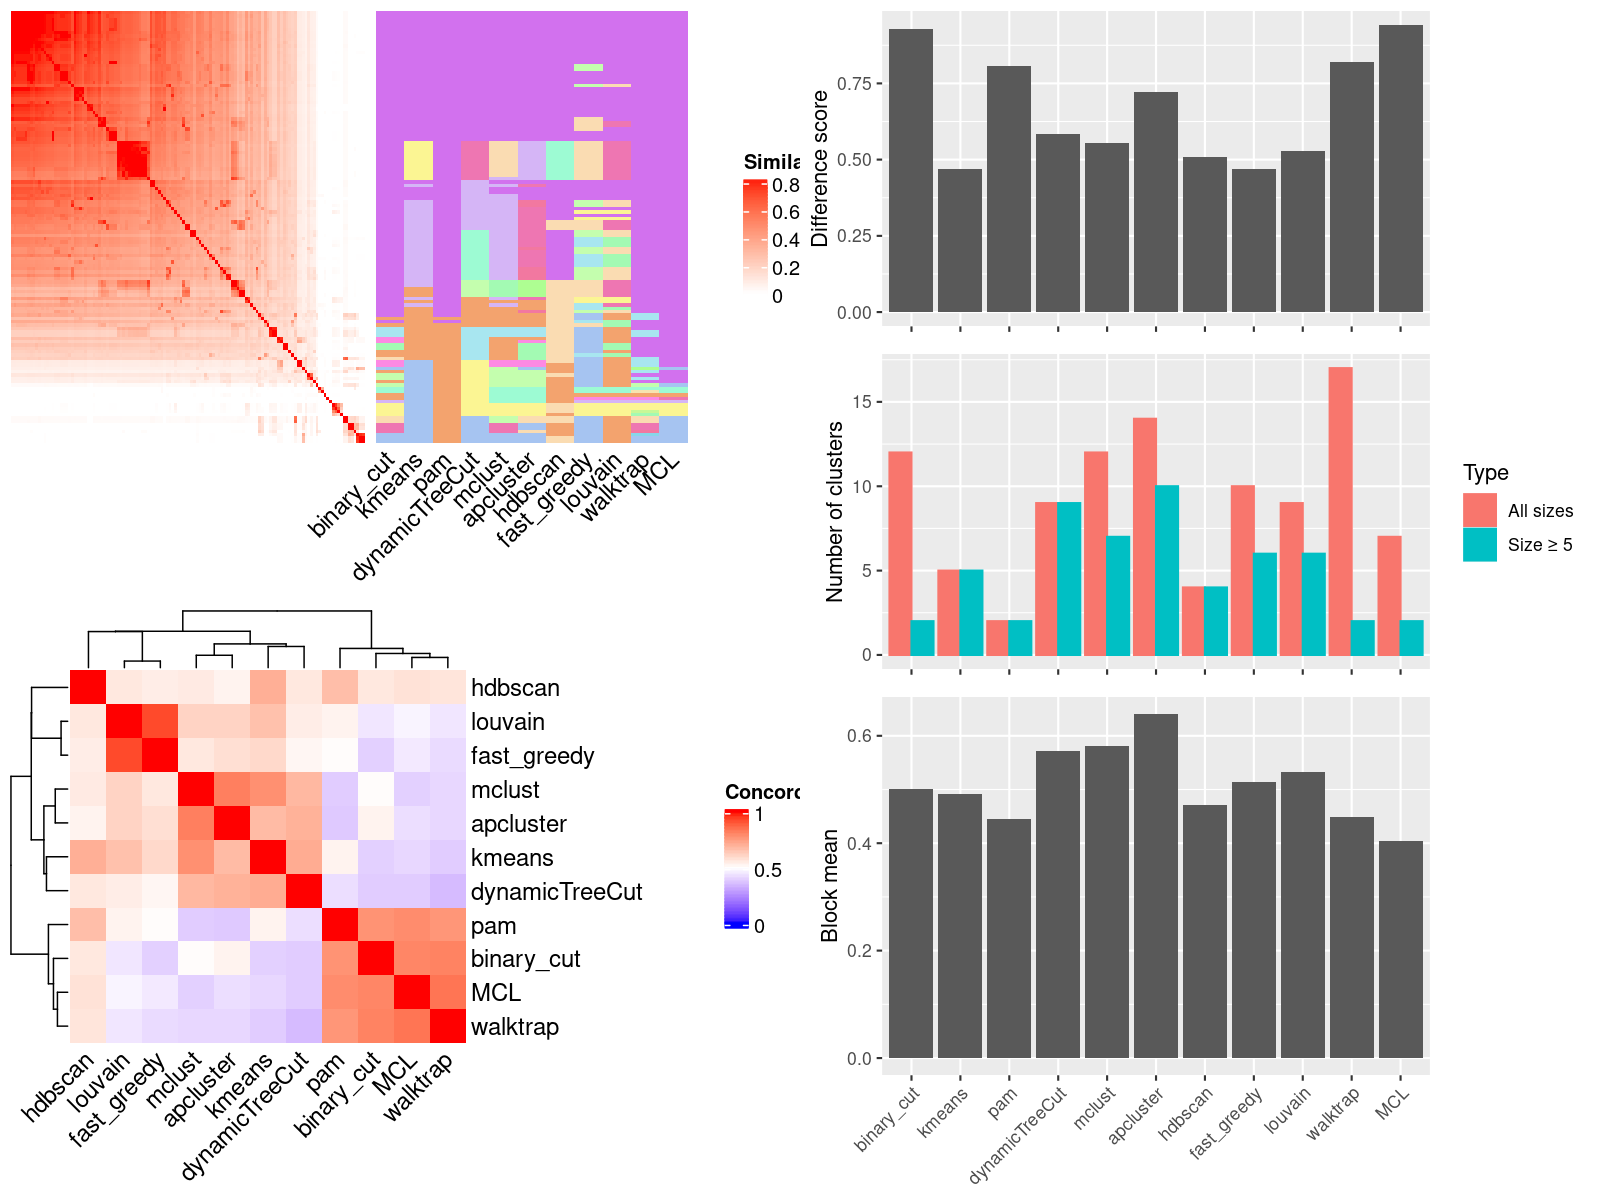 Simila
0.8
0.6
0.4
0.2
0
binary_cut
kmeans
pam
dynamicTreeCut
mclust
apcluster
hdbscan
fast_greedy
louvain
walktrap
MCL
Difference score
0.75
0.50
0.25
0.00
Number of clusters
15
10
5
0
Type
All sizes
Size ≥ 5
hdbscan
louvain
fast_greedy
mclust
apcluster
kmeans
dynamicTreeCut
pam
binary_cut
MCL
walktrap
hdbscan
louvain
fast_greedy
mclust
apcluster
kmeans
dynamicTreeCut
pam
binary_cut
MCL
walktrap
Concord
1
0.5
0
Block mean
0.6
0.4
0.2
0.0
binary_cut
kmeans
pam
dynamicTreeCut
mclust
apcluster
hdbscan
fast_greedy
louvain
walktrap
MCL